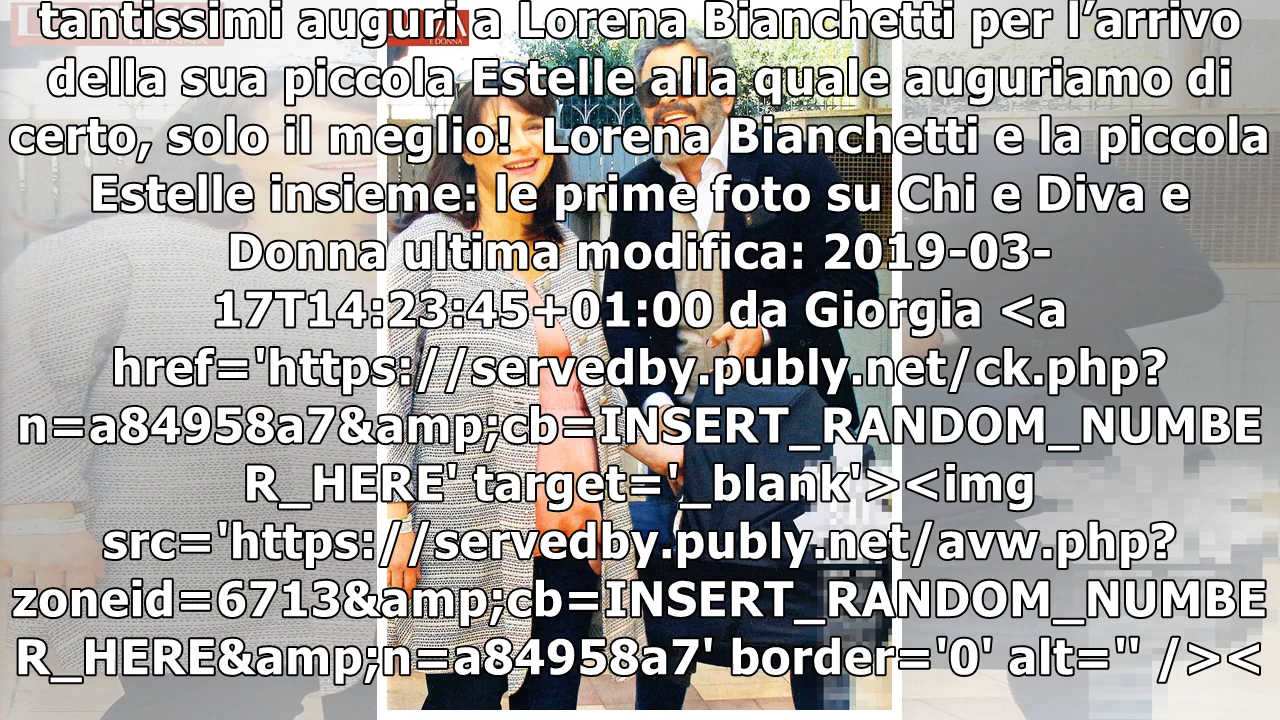 tantissimi auguri a Lorena Bianchetti per l’arrivo
della sua piccola Estelle alla quale auguriamo di
certo, solo il meglio!  Lorena Bianchetti e la piccola
Estelle insieme: le prime foto su Chi e Diva e
Donna ultima modifica: 2019-03-
17T14:23:45+01:00 da Giorgia <a
href='https://servedby.publy.net/ck.php?
n=a84958a7&amp;cb=INSERT_RANDOM_NUMBE
R_HERE' target='_blank'><img
src='https://servedby.publy.net/avw.php?
zoneid=6713&amp;cb=INSERT_RANDOM_NUMBE
R_HERE&amp;n=a84958a7' border='0' alt='' /><
E DONNA